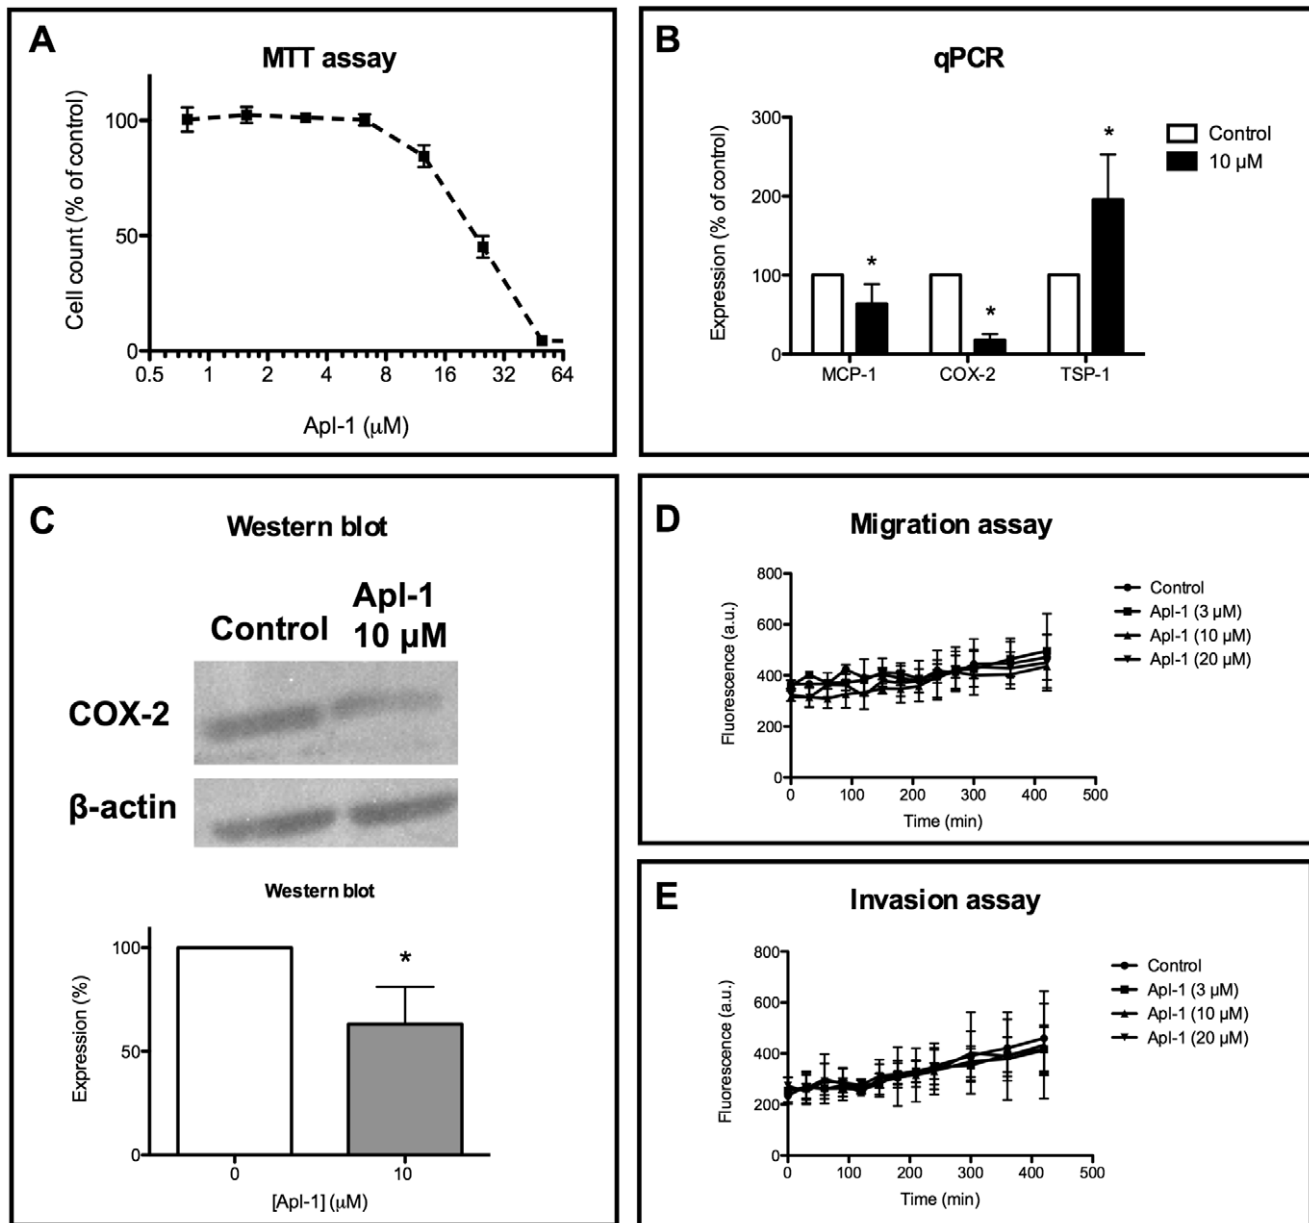 A
MTT assay
Cell count (% of control)
100
50
0
0.5 1 2 4 8 16 32 64
Apl-1 (μM)
B
qPCR
Expression (% of control)
300
200
100
0
* * *
MCP-1 COX-2 TSP-1
Control
10 μM
C
Western blot
Control
Apl-1
10 μM
COX-2
β-actin
Western blot
Expression (%)
100
50
0
*
0 10
[Apl-1] (μM)
D
Migration assay
Fluorescence (a.u.)
800
600
400
200
0
0 100 200 300 400 500
Time (min)
Control
Apl-1 (3 μM)
Apl-1 (10 μM)
Apl-1 (20 μM)
E
Invasion assay
Fluorescence (a.u.)
800
600
400
200
0
0 100 200 300 400 500
Time (min)
Control
Apl-1 (3 μM)
Apl-1 (10 μM)
Apl-1 (20 μM)